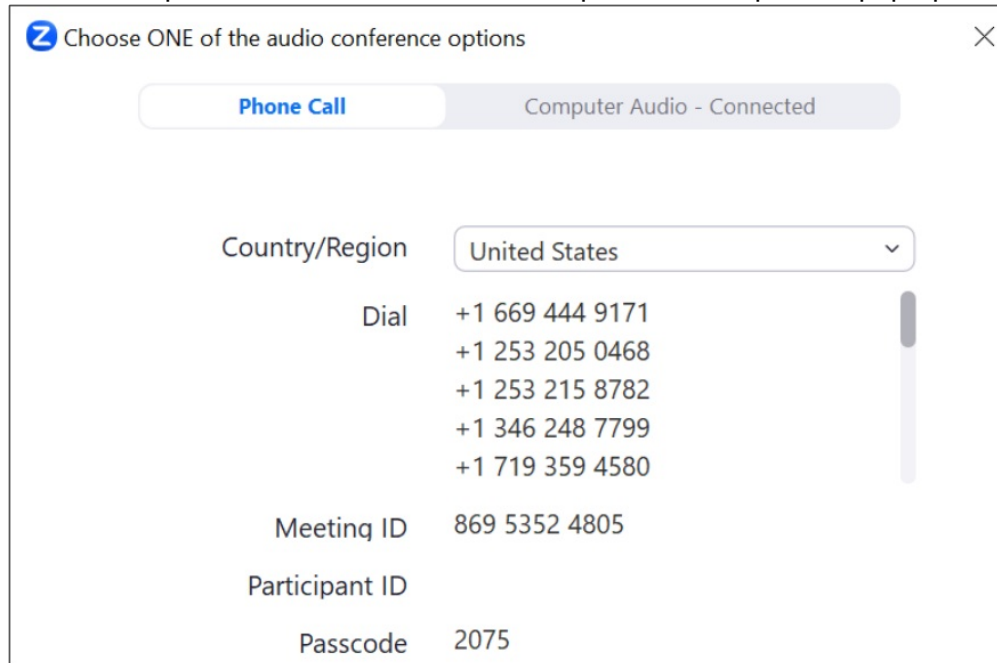 Choose ONE of the audio conference options
Phone Call Computer Audio - Connected
Country/Region United States
Dial +1 669 444 9171
+1 253 205 0468
+1 253 215 8782
+1 346 248 7799
+1 719 359 4580
Meeting ID 869 5352 4805
Participant ID
Passcode 2075